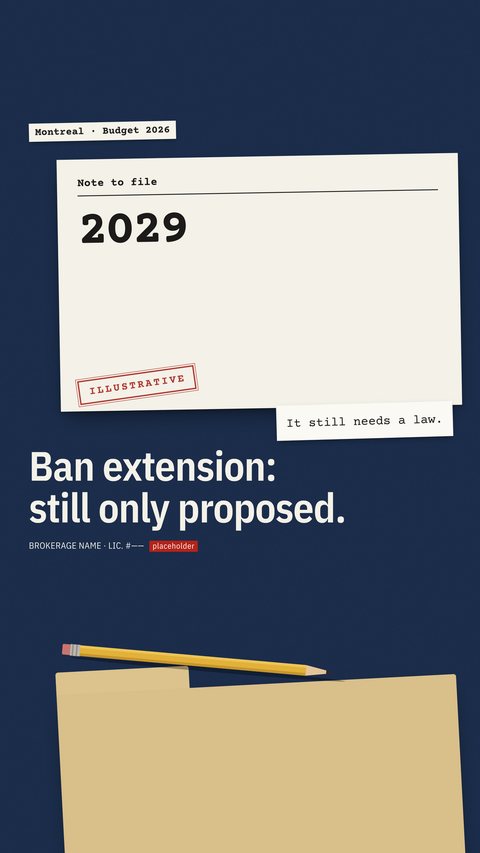 Montreal · Budget 2026
Note to file
2029
ILLUSTRATIVE
It still needs a law.
Ban extension:
still only proposed.
BROKERAGE NAME · LIC. #—— placeholder